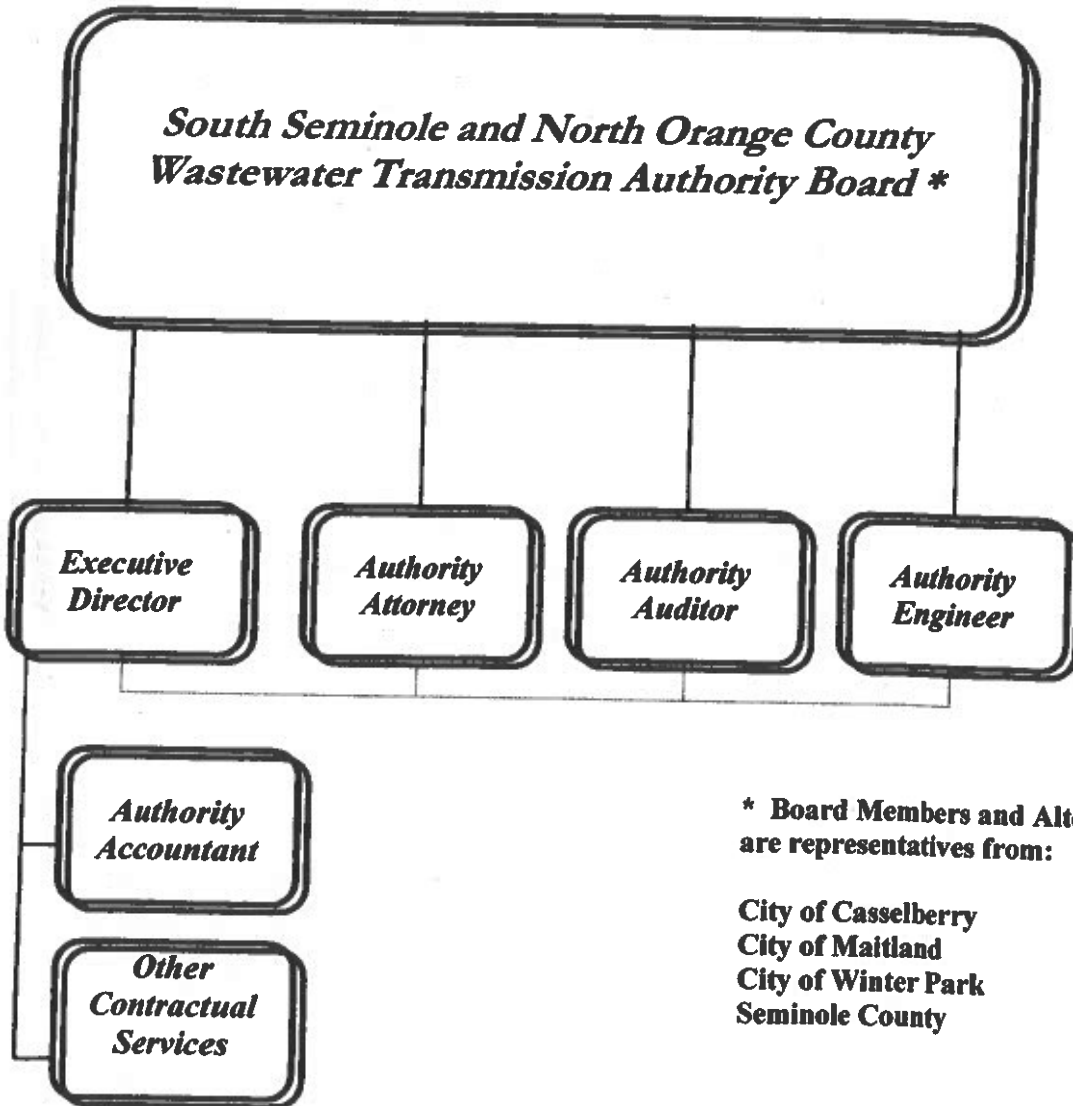 South Seminole and North Orange County
Wastewater Transmission Authority Board *
Executive
Director
Authority
Attorney
Authority
Auditor
Authority
Engineer
Authority
Accountant
Other
Contractual
Services
* Board Members and
are representatives from:
City of Casselberry
City of Maitland
City of Winter Park
Seminole County